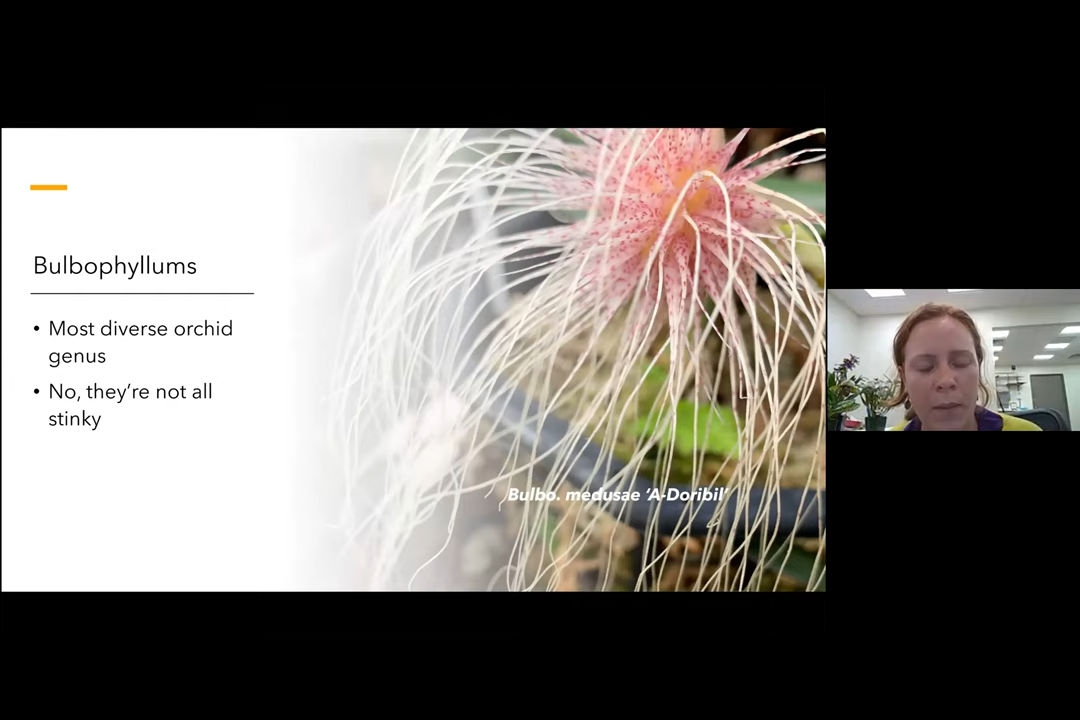 Bulbophyllums
• Most diverse orchid
genus
• No, they're not all
stinky
Bulbo. medusae 'A-Doribil'